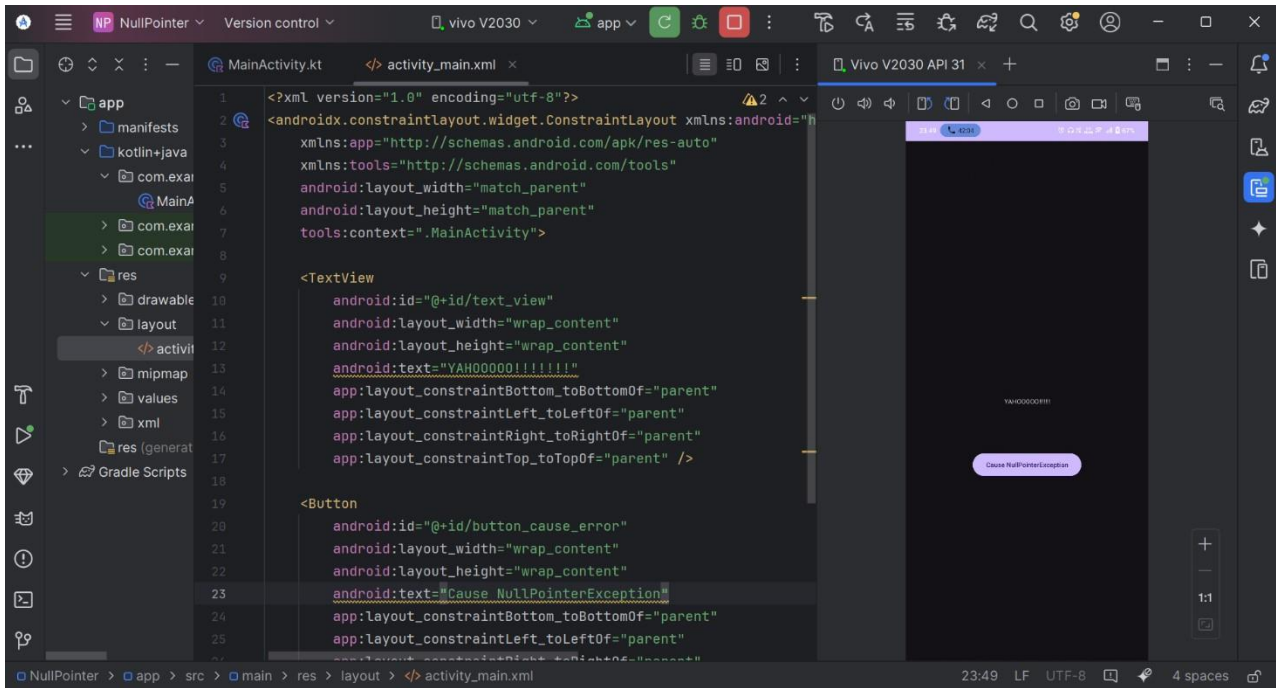 NP NullPointer Version control vivo V2030 app
MainActivity.kt activity_main.xml Vivo V2030 API 31
app
manifests
kotlin+java
com.exar
MainA
com.exar
com.exar
res
drawable
layout
activit
mipmap
values
xml
res (generat
Gradle Scripts
2
1 <?xml version="1.0" encoding="utf-8"?>
2 <androidx.constraintlayout.widget.ConstraintLayout xmlns:android="h
3 xmlns:app="http://schemas.android.com/apk/res-auto"
4 xmlns:tools="http://schemas.android.com/tools"
5 android:layout_width="match_parent"
6 android:layout_height="match_parent"
7 tools:context=".MainActivity">
8
9 <TextView
10 android:id="@+id/text_view"
11 android:layout_width="wrap_content"
12 android:layout_height="wrap_content"
13 android:text="YAHOOOOO!!!!!!!"
14 app:layout_constraintBottom_toBottomOf="parent"
15 app:layout_constraintLeft_toLeftOf="parent"
16 app:layout_constraintRight_toRightOf="parent"
17 app:layout_constraintTop_toTopOf="parent" />
18
19 <Button
20 android:id="@+id/button_cause_error"
21 android:layout_width="wrap_content"
22 android:layout_height="wrap_content"
23 android:text="Cause NullPointerException"
24 app:layout_constraintBottom_toBottomOf="parent"
25 app:layout_constraintLeft_toLeftOf="parent"
23:49
YAHOOOOO!!!!!!!
Cause NullPointerException
1:1
NullPointer > app > src > main > res > layout > activity_main.xml 23:49 LF UTF-8 4 spaces